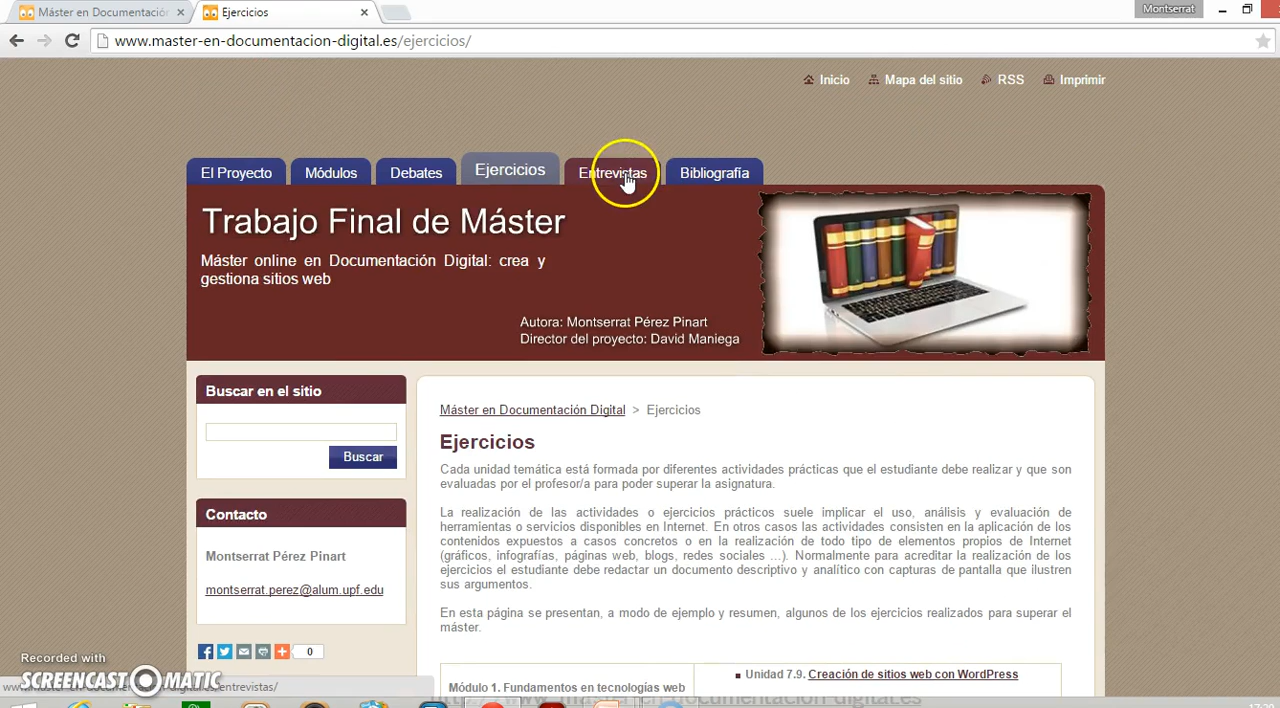 Máster en Documentación
Ejercicios
Montserrat
www.master-en-documentacion-digital.es/ejercicios/
Inicio
Mapa del sitio
RSS
Imprimir
El Proyecto
Módulos
Debates
Ejercicios
Entrevistas
Bibliografía
Trabajo Final de Máster
Máster online en Documentación Digital: crea y
gestiona sitios web
Autora: Montserrat Pérez Pinart
Director del proyecto: David Maniega
Buscar en el sitio
Buscar
Contacto
Montserrat Pérez Pinart
montserrat.perez@alum.upf.edu
0
Máster en Documentación Digital > Ejercicios
Ejercicios
Cada unidad temática está formada por diferentes actividades prácticas que el estudiante debe realizar y que son
evaluadas por el profesor/a para poder superar la asignatura.
La realización de las actividades o ejercicios prácticos suele implicar el uso, análisis y evaluación de
herramientas o servicios disponibles en Internet. En otros casos las actividades consisten en la aplicación de los
contenidos expuestos a casos concretos o en la realización de todo tipo de elementos propios de Internet
(gráficos, infografías, páginas web, blogs, redes sociales ...). Normalmente para acreditar la realización de los
ejercicios el estudiante debe redactar un documento descriptivo y analítico con capturas de pantalla que ilustren
sus argumentos.
En esta página se presentan, a modo de ejemplo y resumen, algunos de los ejercicios realizados para superar el
máster.
Módulo 1. Fundamentos en tecnologías web
Unidad 7.9. Creación de sitios web con WordPress
Recorded with
SCREENCAST MATIC